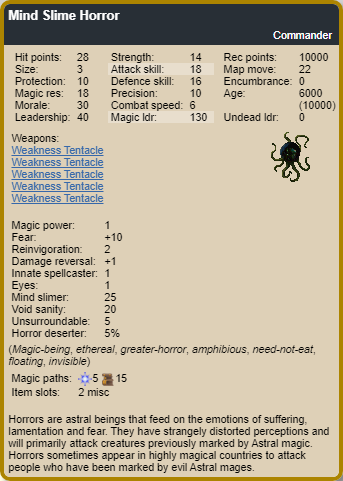 Mind Slime Horror
Commander
Hit points: 28 Strength: 14 Rec points: 10000
Size: 3 Attack skill: 18 Map move: 22
Protection: 10 Defence skill: 16 Encumbrance: 0
Magic res: 18 Precision: 10 Age: 6000
Morale: 30 Combat speed: 6 (10000)
Leadership: 40 Magic ldr: 130 Undead ldr: 0
Weapons:
Weakness Tentacle
Weakness Tentacle
Weakness Tentacle
Weakness Tentacle
Weakness Tentacle
Magic power: 1
Fear: +10
Reinvigoration: 2
Damage reversal: +1
Innate spellcaster: 1
Eyes: 1
Mind slimer: 25
Void sanity: 20
Unsurroundable: 5
Horror deserter: 5%
(Magic-being, ethereal, greater-horror, amphibious, need-not-eat,
floating, invisible)
Magic paths: 5 15
Item slots: 2 misc
Horrors are astral beings that feed on the emotions of suffering,
lamentation and fear. They have strangely distorted perceptions and
will primarily attack creatures previously marked by Astral magic.
Horrors sometimes appear in highly magical countries to attack
people who have been marked by evil Astral mages.